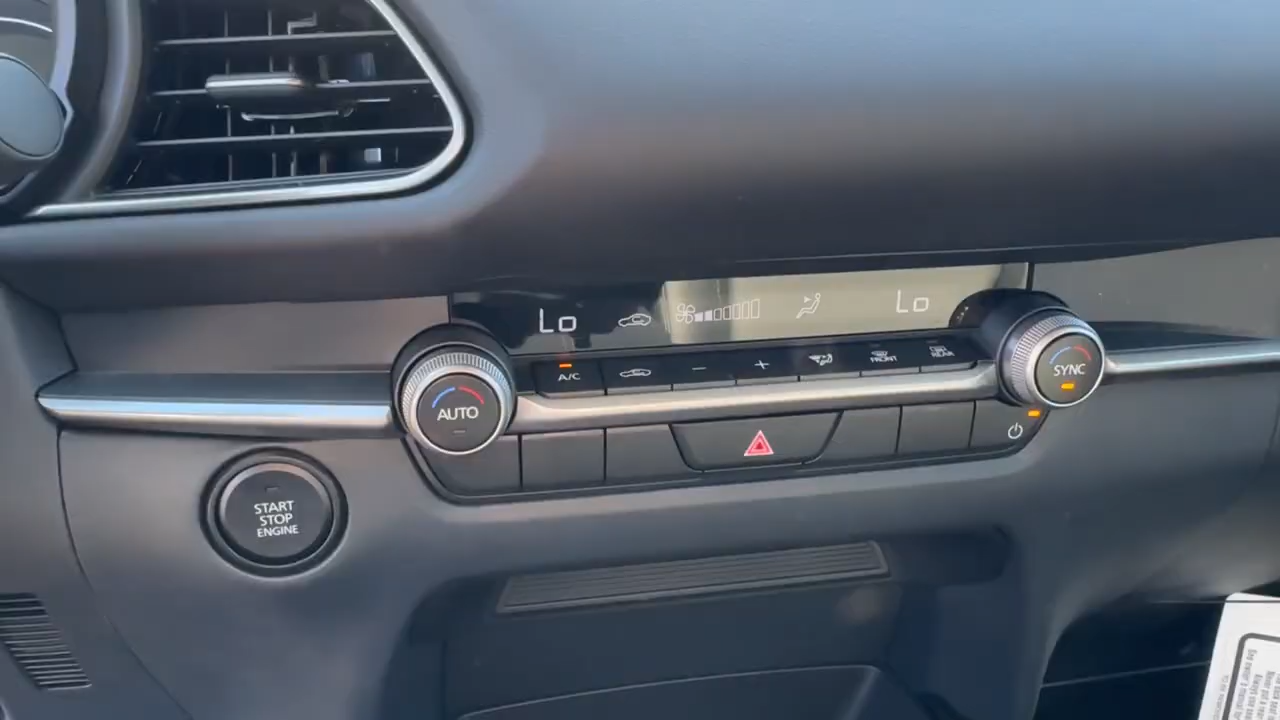 Lo
Lo
A/C
−
+
FRONT
REAR
AUTO
SYNC
START
STOP
ENGINE